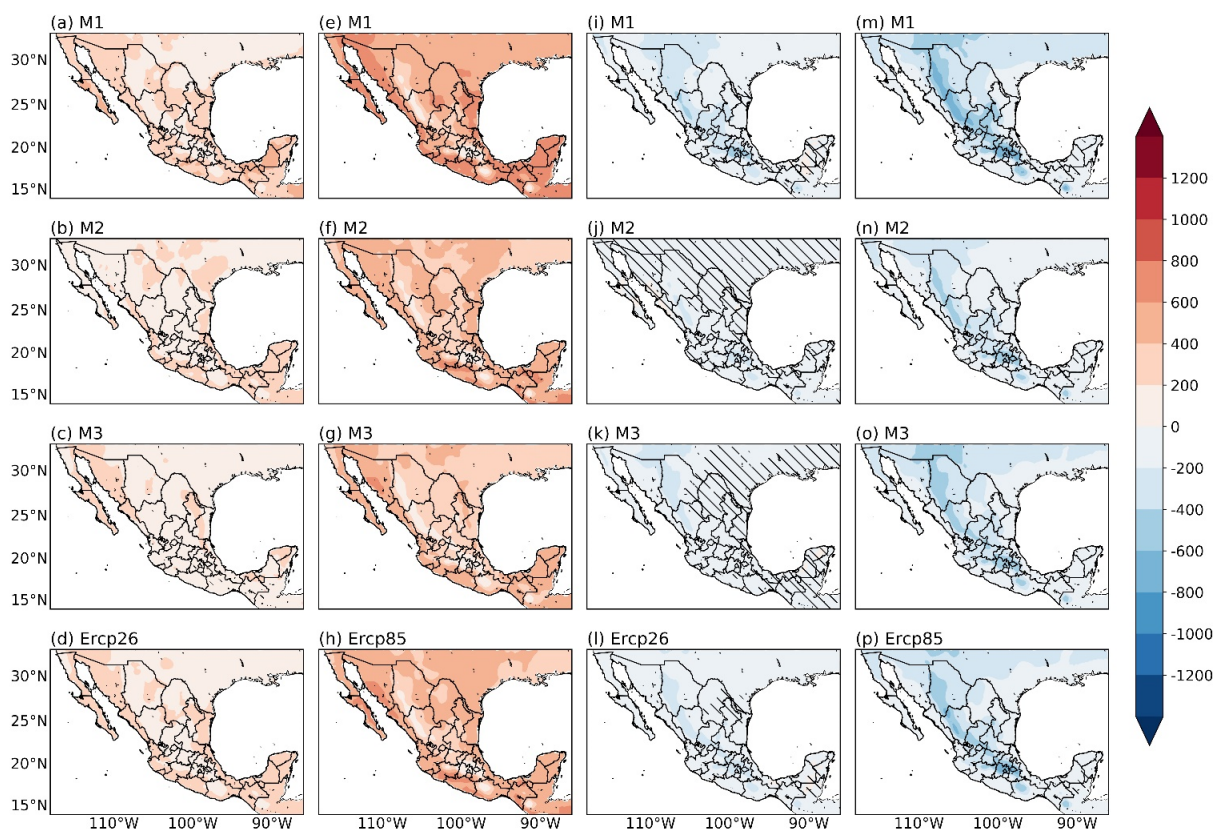 (a) M1
(e) M1
(i) M1
(m) M1
30°N
25°N
20°N
15°N
(b) M2
(f) M2
(j) M2
(n) M2
30°N
25°N
20°N
15°N
(c) M3
(g) M3
(k) M3
(o) M3
30°N
25°N
20°N
15°N
(d) Ercp26
(h) Ercp85
(l) Ercp26
(p) Ercp85
30°N
25°N
20°N
15°N
110°W 100°W 90°W
110°W 100°W 90°W
110°W 100°W 90°W
110°W 100°W 90°W
1200
1000
800
600
400
200
0
-200
-400
-600
-800
-1000
-1200